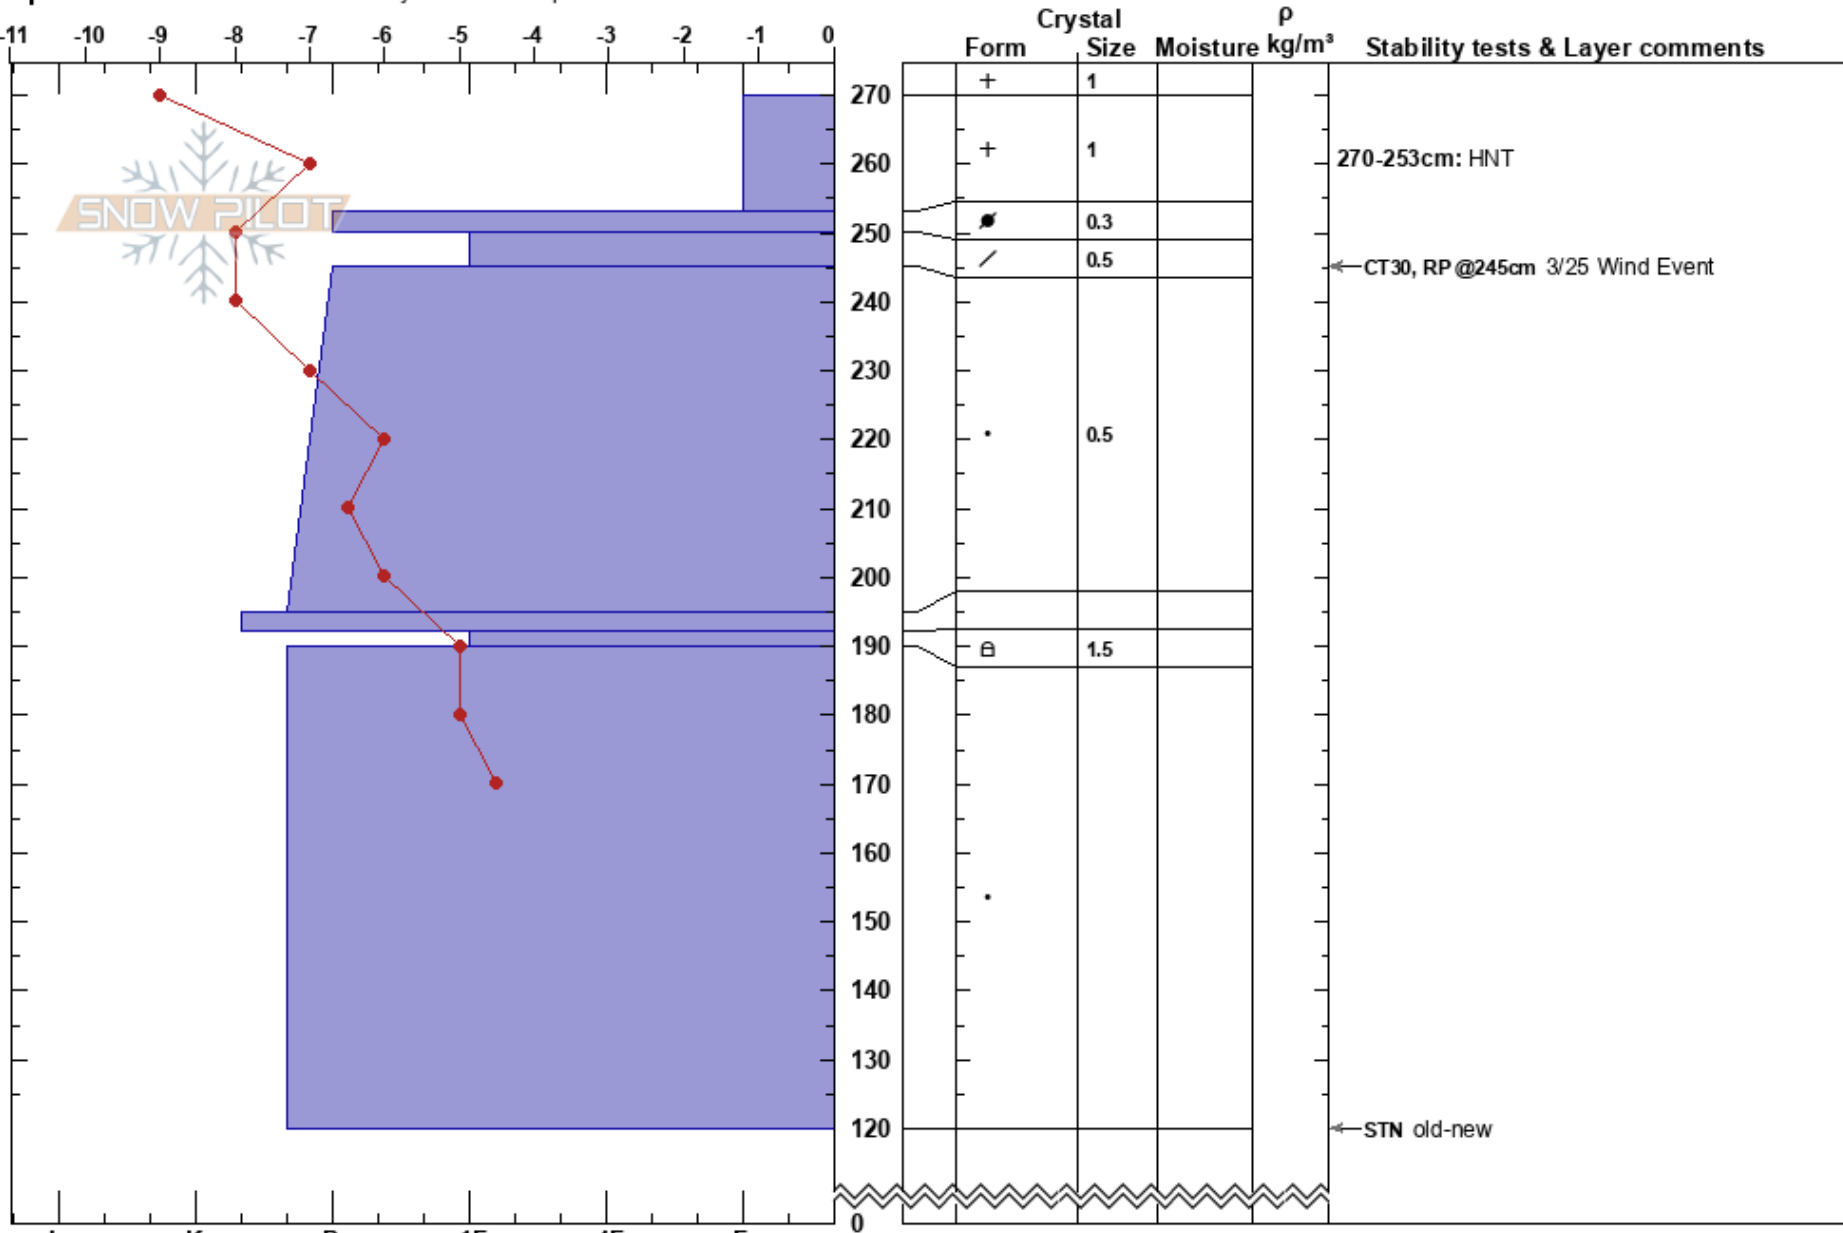 Crystal
ρ
-11 -10 -9 -8 -7 -6 -5 -4 -3 -2 -1 0
Form Size Moisture kg/m³ Stability tests & Layer comments
+ 1
270
+ 1
260 270-253cm: HNT
0.3
250
0.5
CT30, RP @245cm 3/25 Wind Event
SNOW PILOT
240
230
220 0.5
210
200
190 1.5
180
170
160
150
140
130
120 STN old-new
0